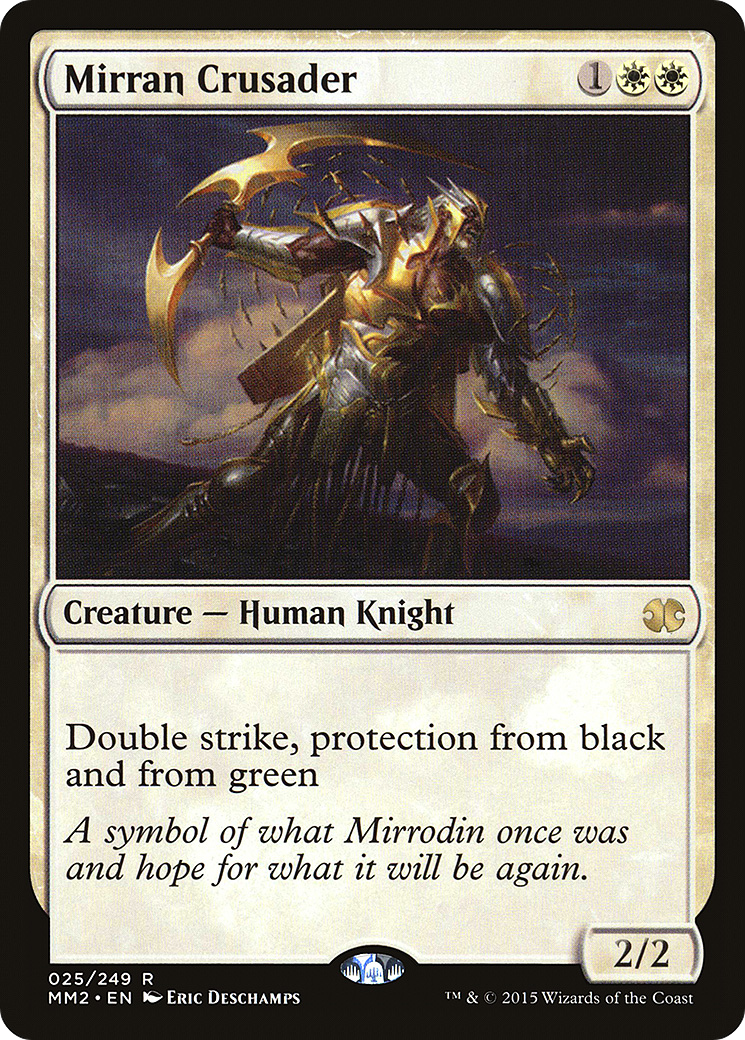 Mirran Crusader 1
Creature — Human Knight
Double strike, protection from black
and from green
A symbol of what Mirrodin once was
and hope for what it will be again.
2/2
025/249 R
MM2 • EN Eric Deschamps
™ & © 2015 Wizards of the Coast